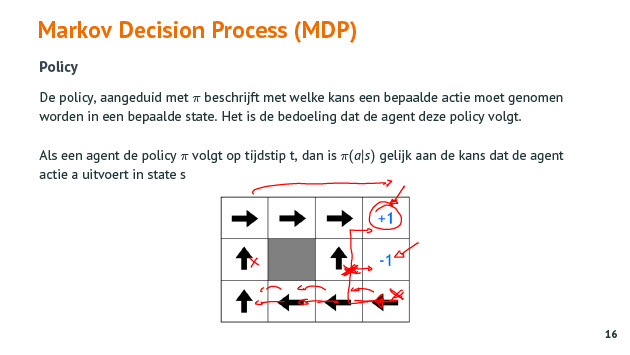 Markov Decision Process (MDP)
Policy
De policy, aangeduid met π beschrijft met welke kans een bepaalde actie moet genomen
worden in een bepaalde state. Het is de bedoeling dat de agent deze policy volgt.
Als een agent de policy π volgt op tijdstip t, dan is π(a|s) gelijk aan de kans dat de agent
actie a uitvoert in state s
+1
-1
16